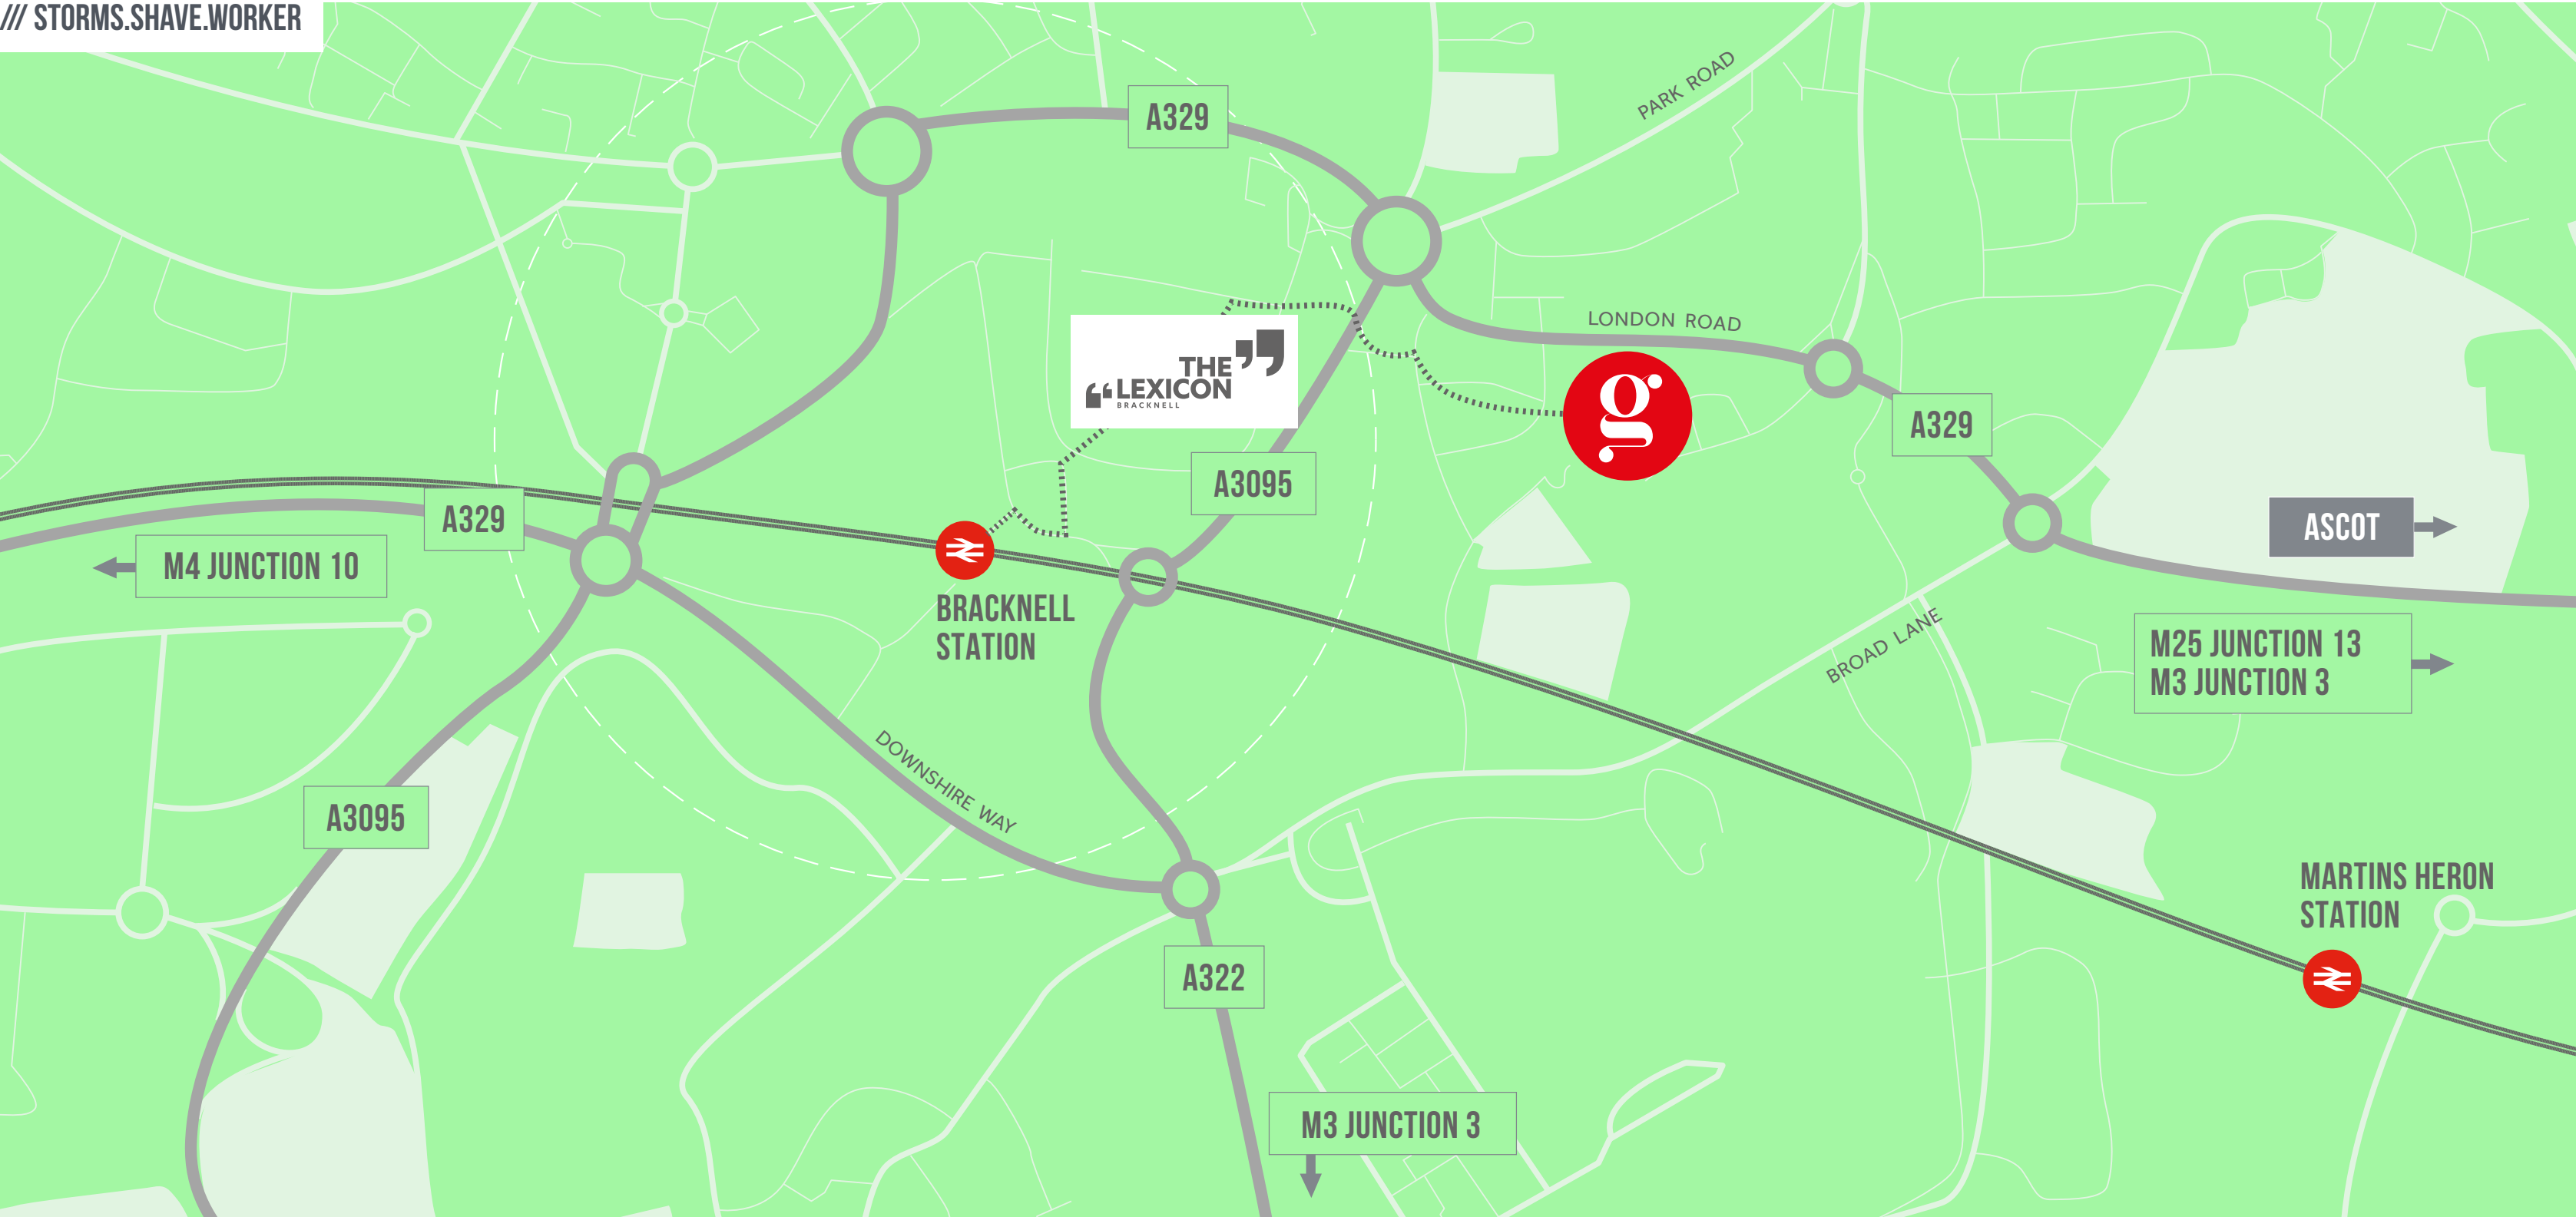 /// STORMS.SHAVE.WORKER
PARK ROAD
A329
LONDON ROAD
THE
LEXICON
BRACKNELL
g
A329
A3095
A329
ASCOT
M4 JUNCTION 10
BRACKNELL
STATION
BROAD LANE
M25 JUNCTION 13
M3 JUNCTION 3
DOWNSHIRE WAY
A3095
MARTINS HERON
STATION
A322
M3 JUNCTION 3